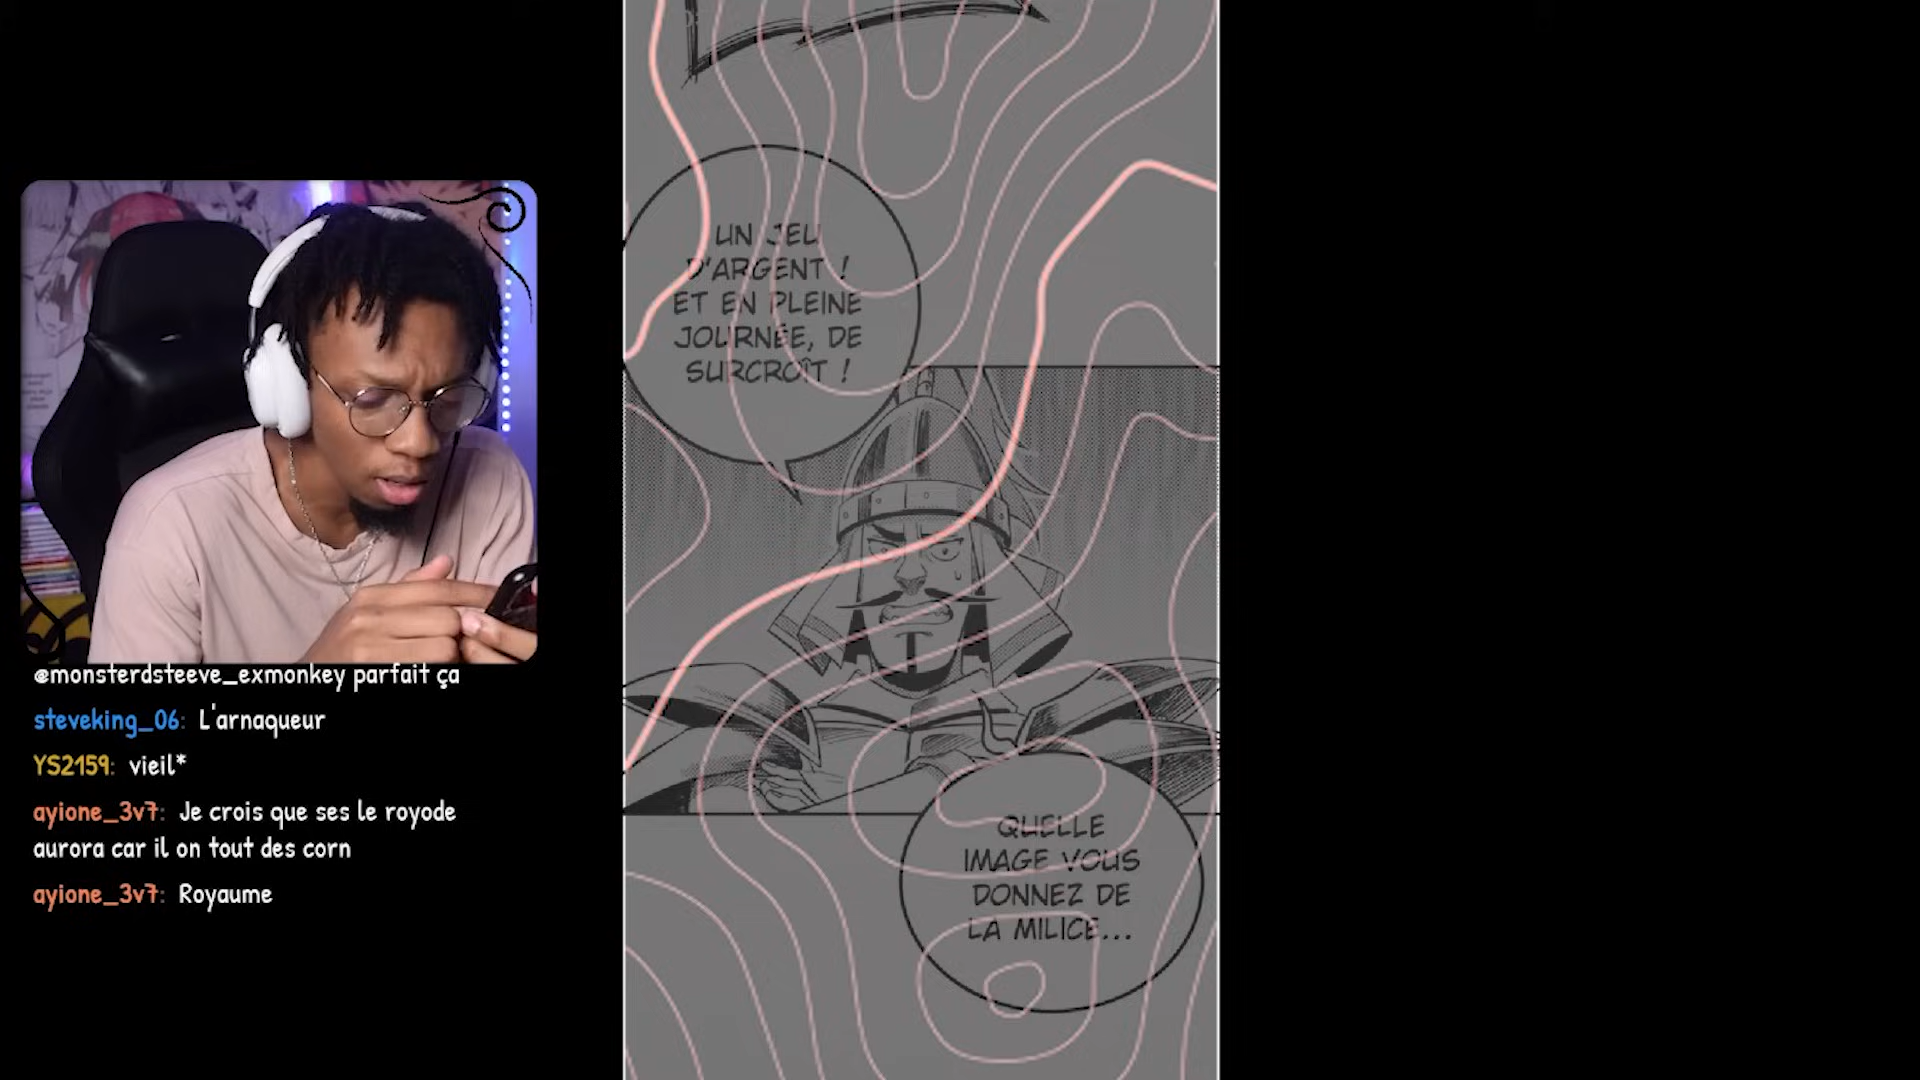 @monsterdsteeve_exmonkey parfait ça
steveking_06: L'arnaqueur
YS2159: vieil*
ayione_3v7: Je crois que ses le royode
aurora car il on tout des corn
ayione_3v7: Royaume
UN JEU
D'ARGENT !
ET EN PLEINE
JOURNÉE, DE
SURCROÎT !
QUELLE
IMAGE VOUS
DONNEZ DE
LA MILICE...